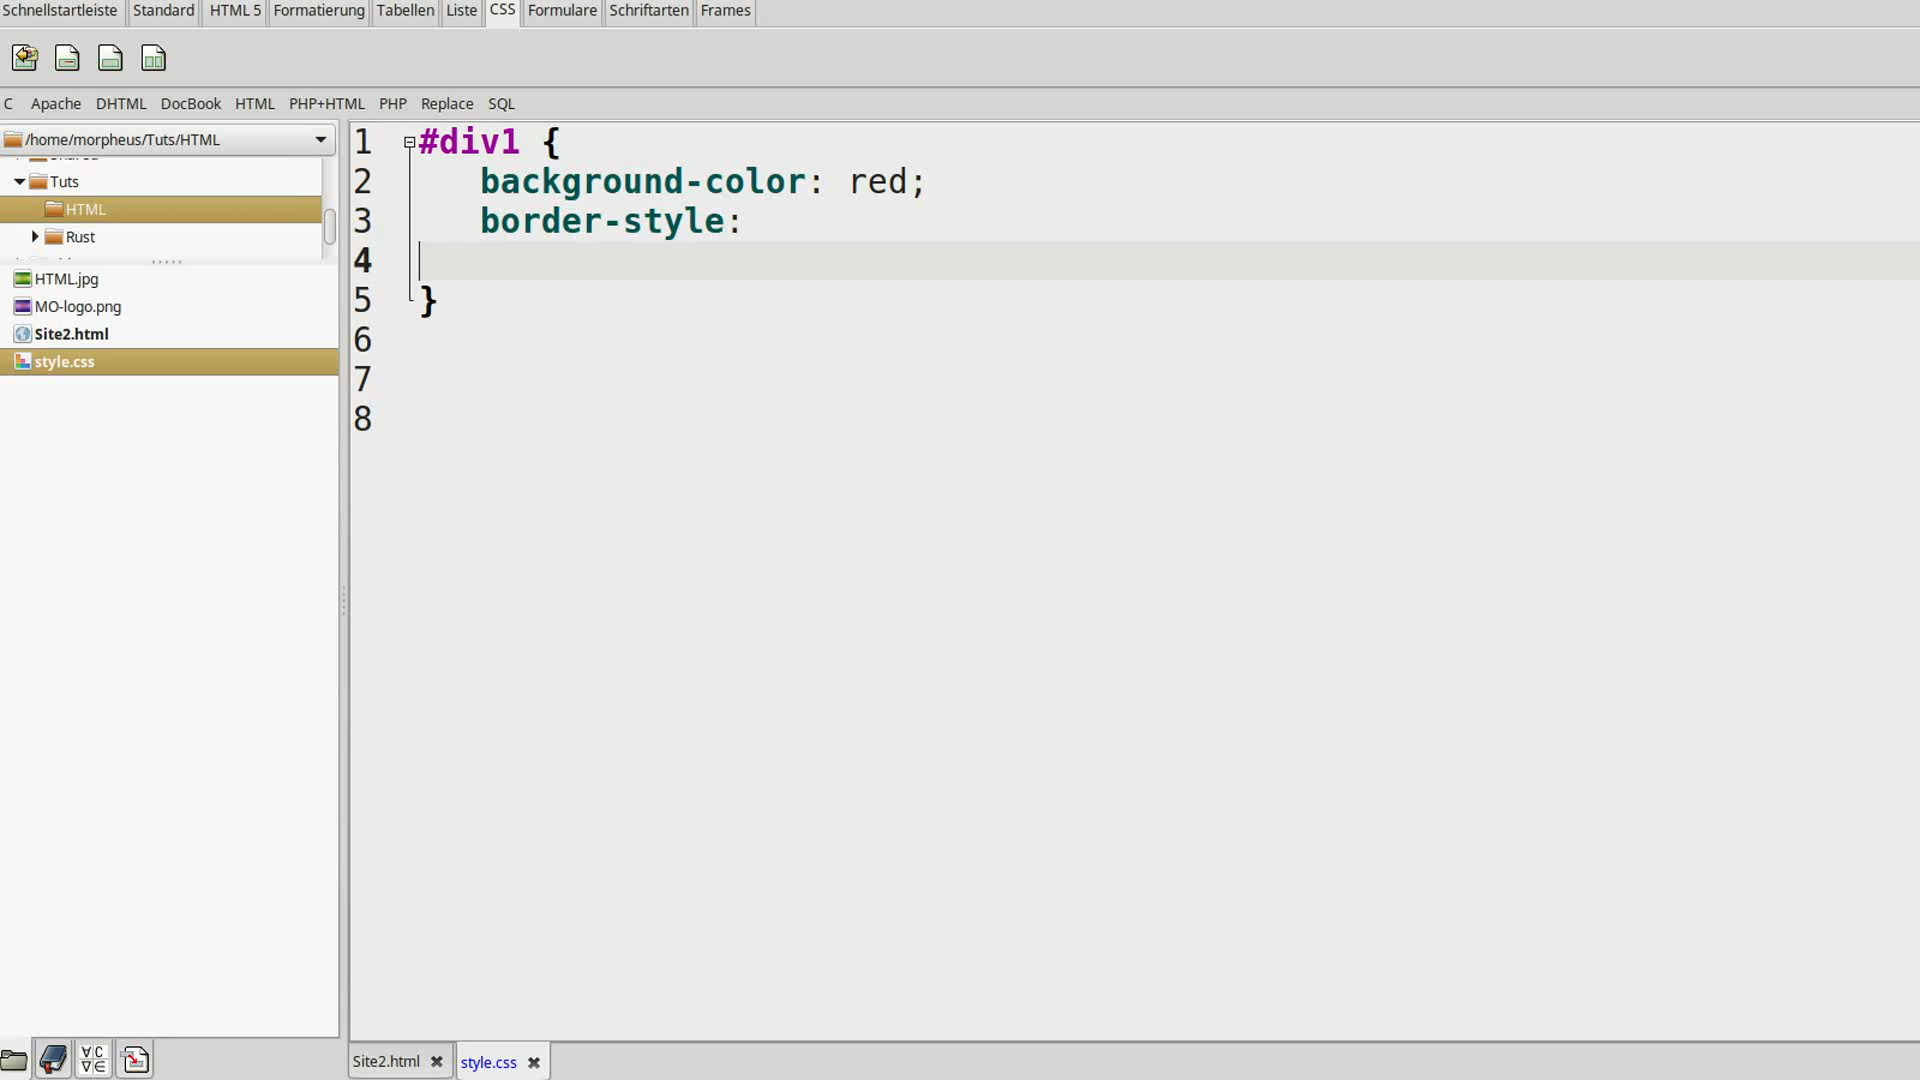 Schnellstartleiste Standard HTML 5 Formatierung Tabellen Liste CSS Formulare Schriftarten Frames
C Apache DHTML DocBook HTML PHP+HTML PHP Replace SQL
/home/morpheus/Tuts/HTML
Tuts
HTML
Rust
HTML.jpg
MO-logo.png
Site2.html
style.css
1 #div1 {
2 background-color: red;
3 border-style:
4
5 }
6
7
8
Site2.html style.css